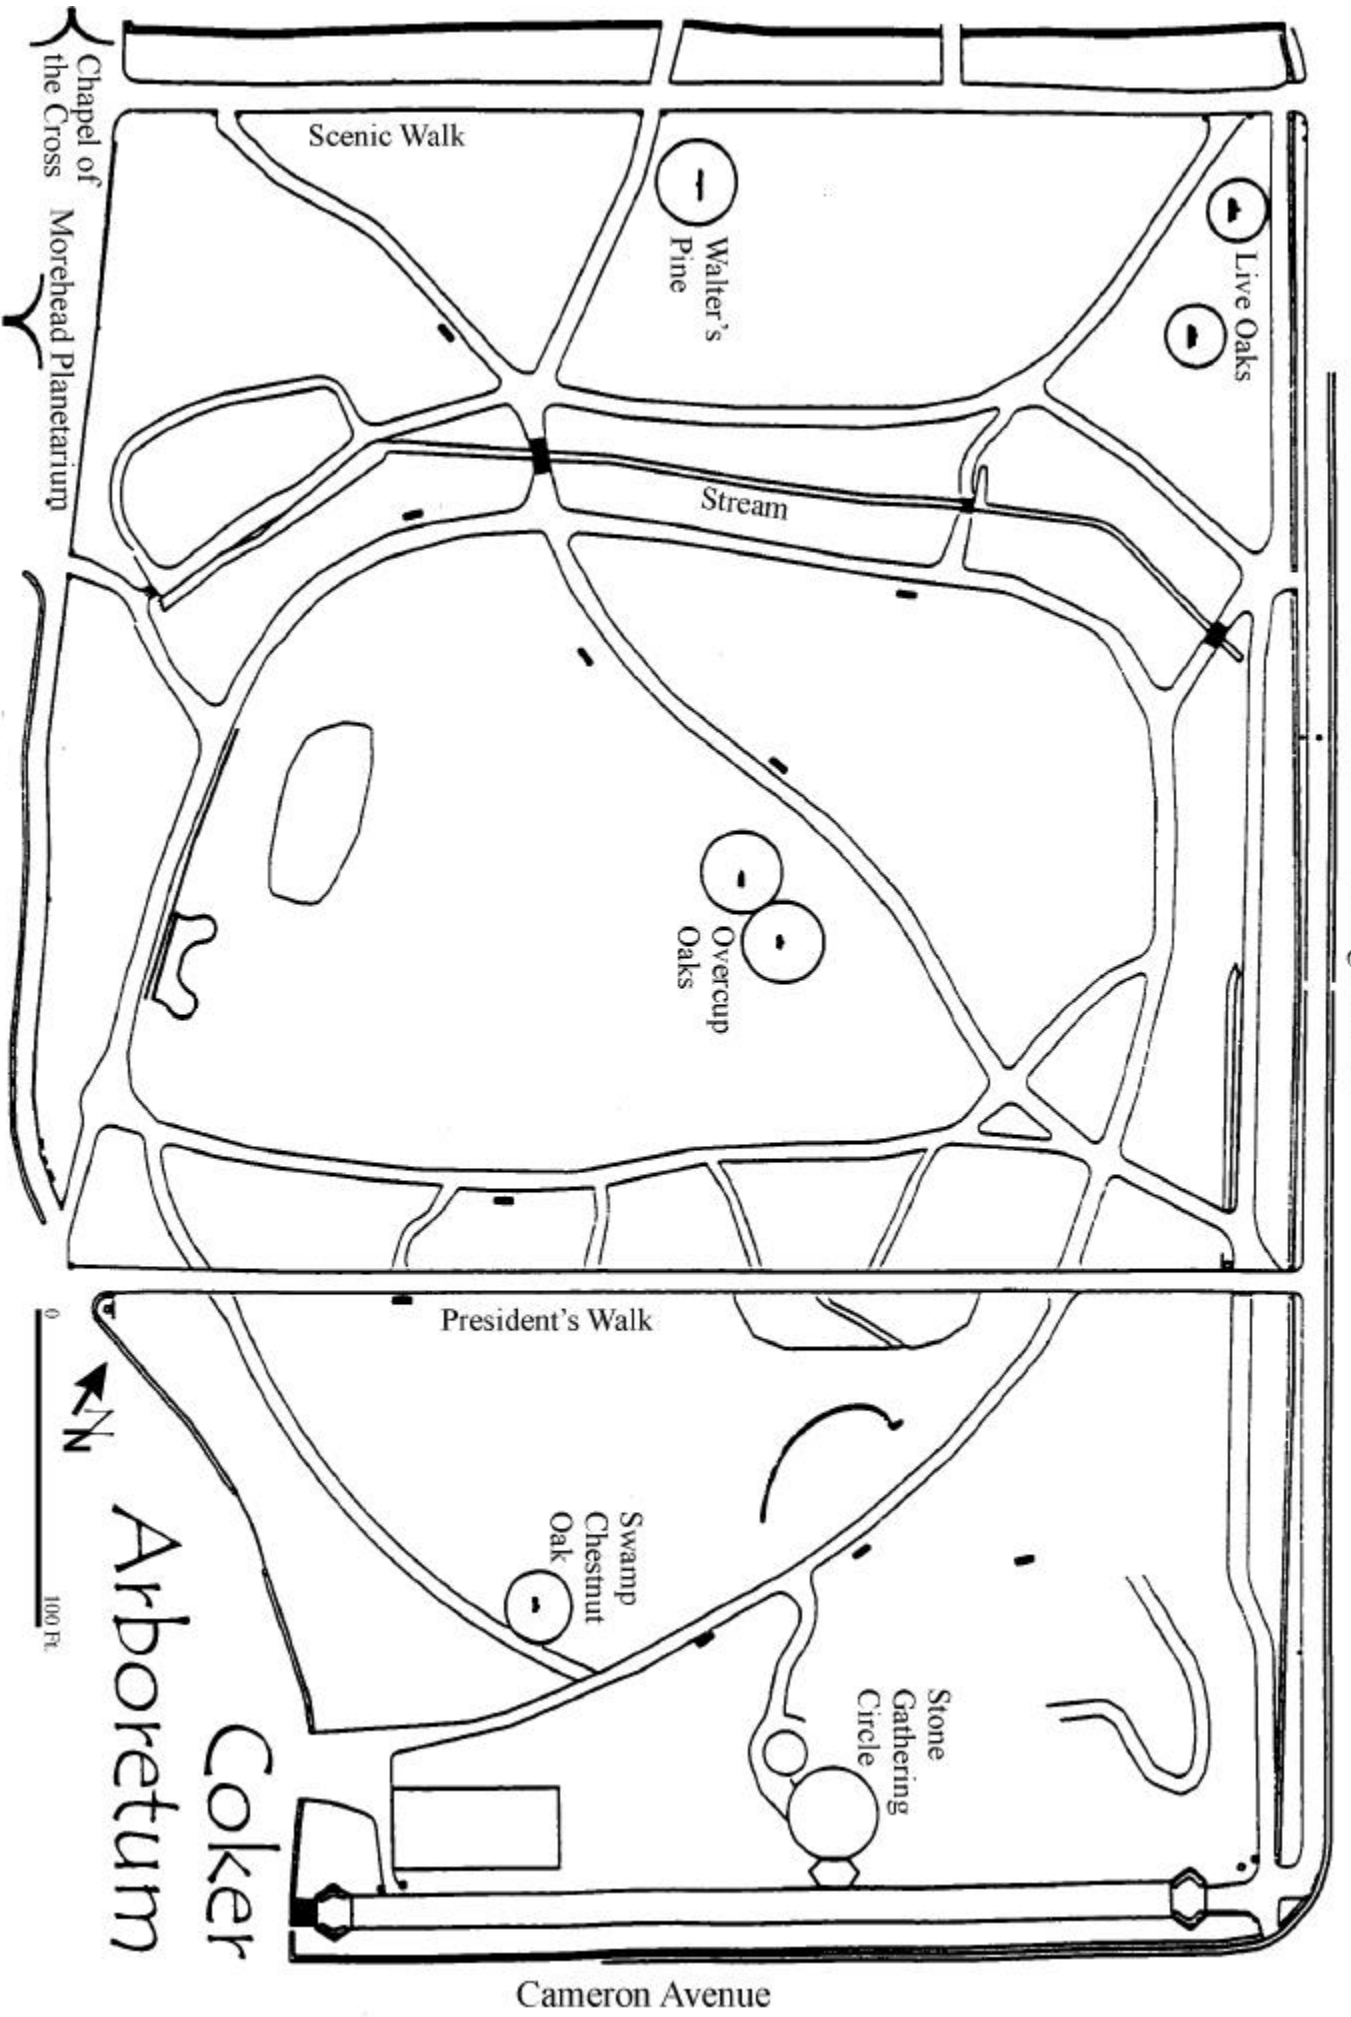 Chapel of
the Cross
Morehead Planetarium
Scenic Walk
Walter's
Pine
Live Oaks
Stream
Overcup
Oaks
President's Walk
0
100 Ft.
N
Swamp
Chestnut
Oak
Stone
Gathering
Circle
Coker
Arboretum
Cameron Avenue